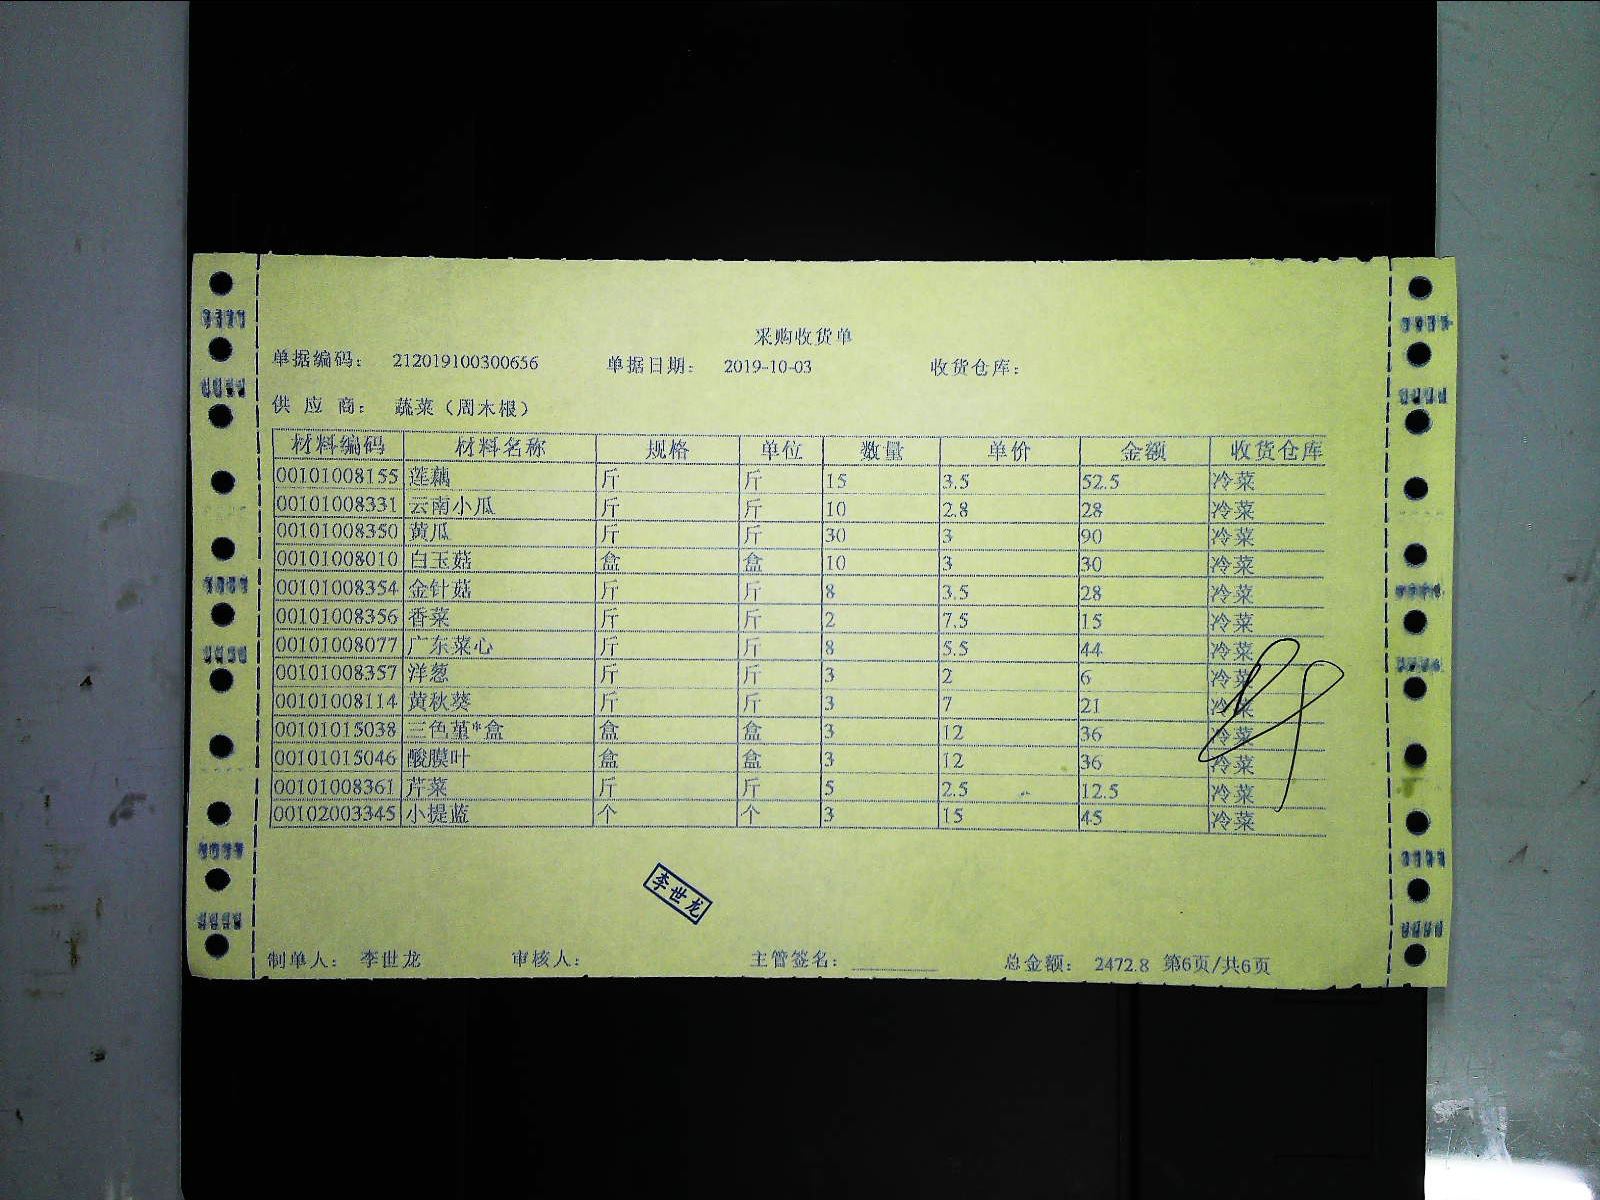 采购收货单
单据编码： 212019100300656 单据日期： 2019-10-03 收货仓库：
供 应 商： 蔬菜（周木根）
材料编码 材料名称 规格 单位 数量 单价 金额 收货仓库
00101008155 莲藕 斤 斤 15 3.5 52.5 冷菜
00101008331 云南小瓜 斤 斤 10 2.8 28 冷菜
00101008350 黄瓜 斤 斤 30 3 90 冷菜
00101008010 白玉菇 盒 盒 10 3 30 冷菜
00101008354 金针菇 斤 斤 8 3.5 28 冷菜
00101008356 香菜 斤 斤 2 7.5 15 冷菜
00101008077 广东菜心 斤 斤 8 5.5 44 冷菜
00101008357 洋葱 斤 斤 3 2 6 冷菜
00101008114 黄秋葵 斤 斤 3 7 21 冷菜
00101015038 三色堇*盒 盒 盒 3 12 36 冷菜
00101015046 酸膜叶 盒 盒 3 12 36 冷菜
00101008361 芹菜 斤 斤 5 2.5 12.5 冷菜
00102003345 小提蓝 个 个 3 15 45 冷菜
李世龙
制单人： 李世龙 审核人： 主管签名： 总金额： 2472.8 第6页/共6页